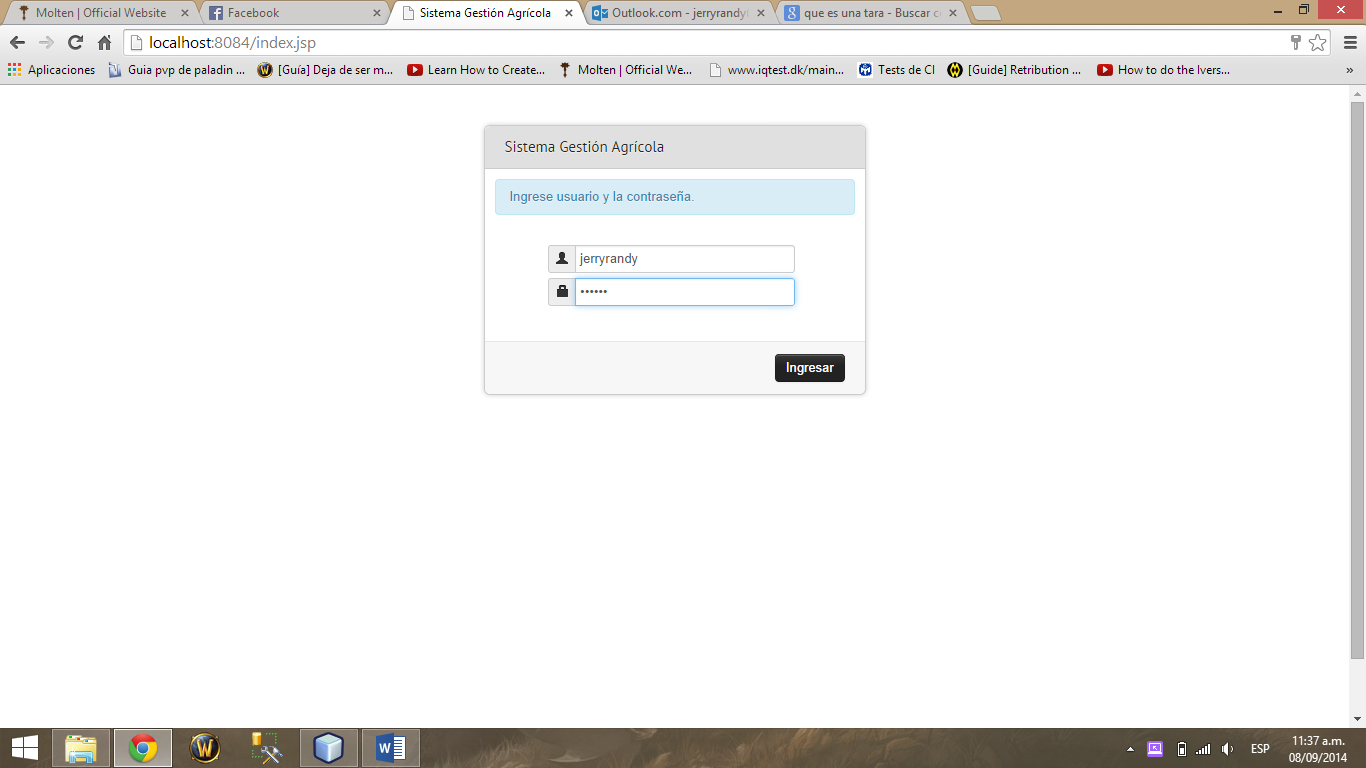 Molten | Official Website
Facebook
Sistema Gestión Agrícola
Outlook.com - jerryrandy
que es una tara - Buscar c
localhost:8084/index.jsp
Aplicaciones
Guia pvp de paladin ...
[Guía] Deja de ser m...
Learn How to Create...
Molten | Official We...
www.iqtest.dk/main...
Tests de CI
[Guide] Retribution ...
How to do the Ivers...
»
Sistema Gestión Agrícola
Ingrese usuario y la contraseña.
jerryrandy
••••••
Ingresar
ESP
11:37 a.m.
08/09/2014